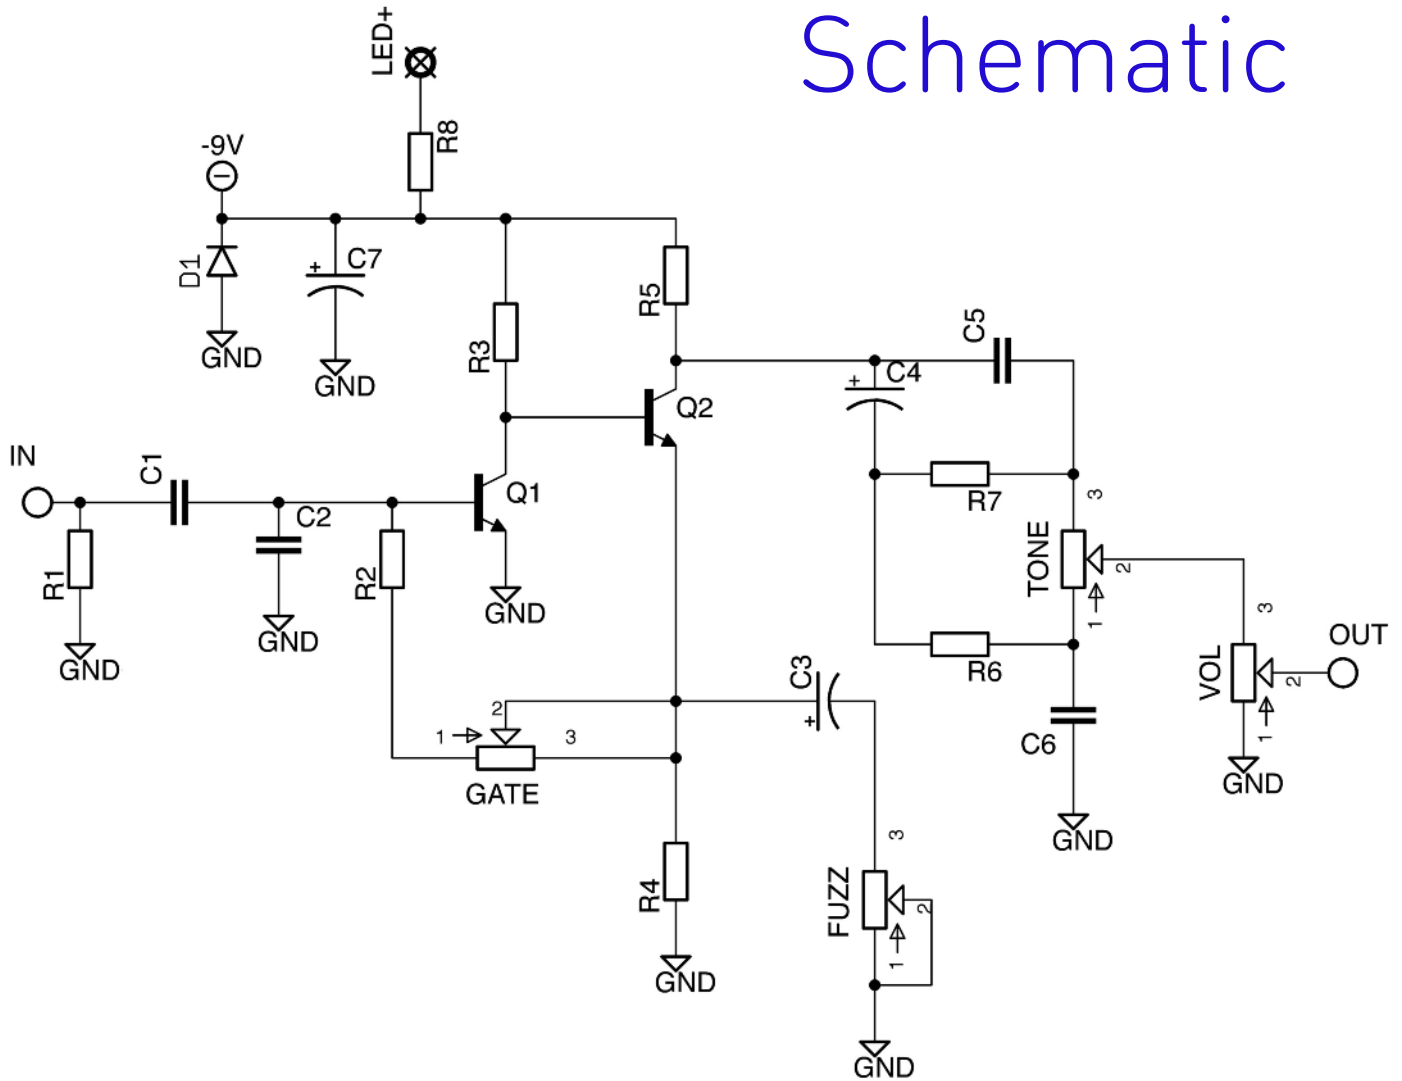 Schematic
LED+
R8
-9V
D1
C7
GND
GND
R3
R5
C5
C4
Q2
IN
C1
C2
Q1
R7
3
R1
R2
GND
TONE
2
1
3
GND
GND
R6
OUT
C3
VOL
2
1
2
+
1
3
C6
GATE
GND
GND
3
R4
FUZZ
2
1
GND
GND
+
+